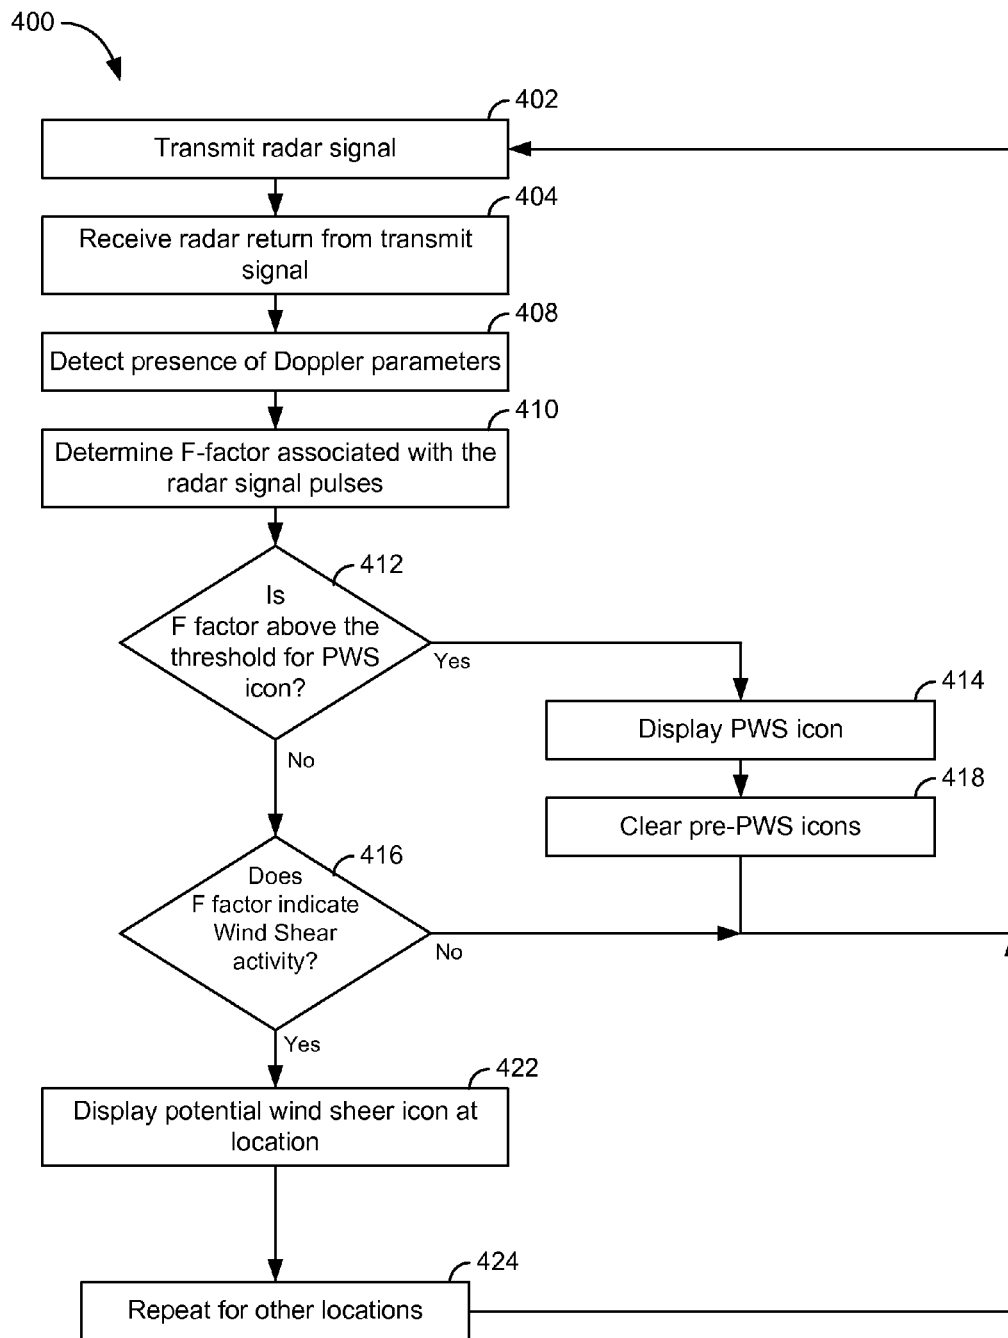 400
402
Transmit radar signal
404
Receive radar return from transmit
signal
408
Detect presence of Doppler parameters
410
Determine F-factor associated with the
radar signal pulses
412
Is
F factor above the
threshold for PWS
icon?
Yes
No
414
Display PWS icon
418
Clear pre-PWS icons
416
Does
F factor indicate
Wind Shear
activity?
No
Yes
422
Display potential wind sheer icon at
location
424
Repeat for other locations